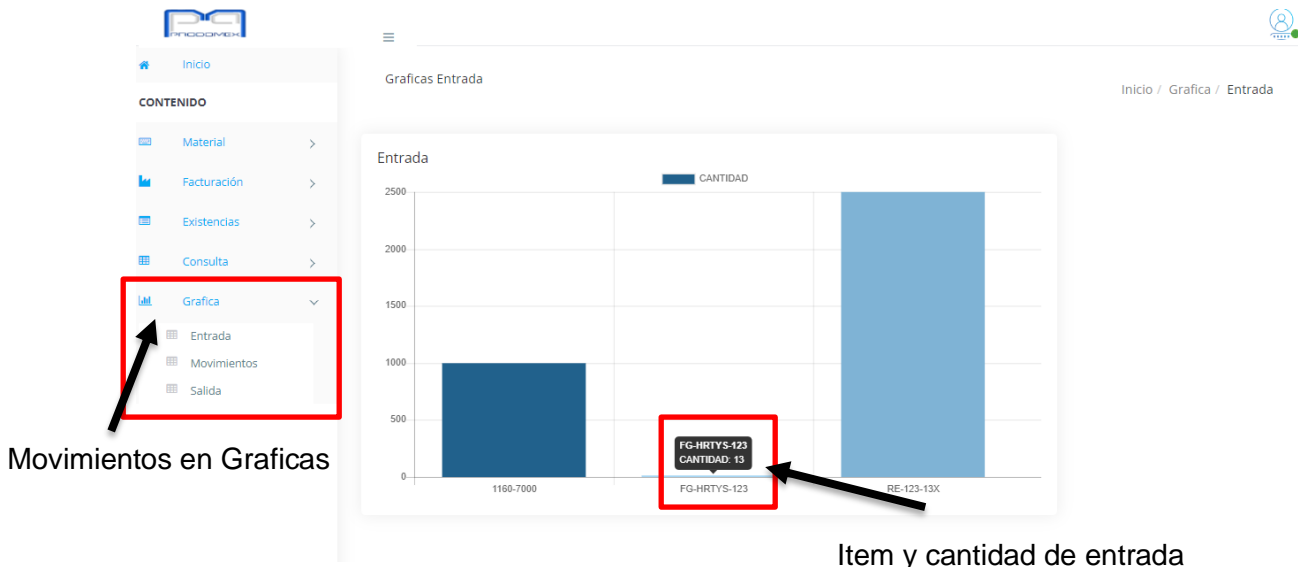 PRODOMEX
Inicio
CONTENIDO
Material
Facturación
Existencias
Consulta
Grafica
Entrada
Movimientos
Salida
Movimientos en Graficas
Graficas Entrada
Inicio / Grafica / Entrada
Entrada
CANTIDAD
2500
2000
1500
1000
500
0
FG-HRTYS-123
CANTIDAD: 13
1160-7000
FG-HRTYS-123
RE-123-13X
Item y cantidad de entrada